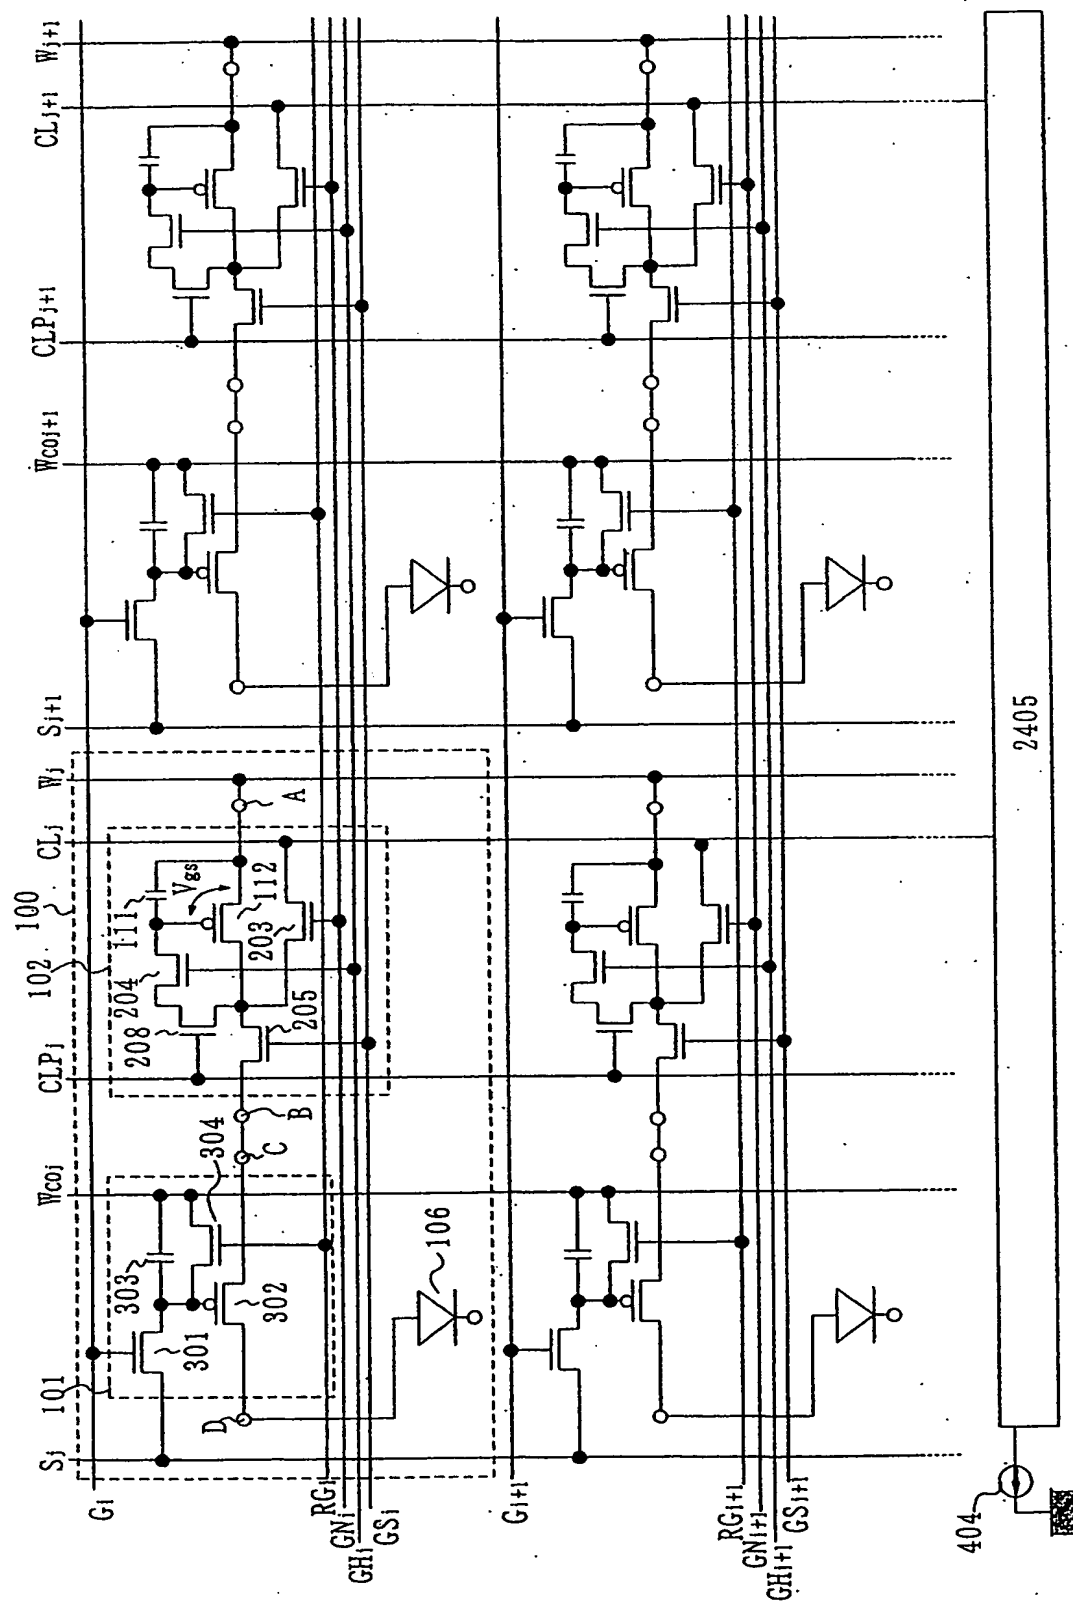 100
Sj
101
Wcoj
CLPj
102
CLj
Wj
Sj+1
Wcoj+1
CLPj+1
CLj+1
Wj+1
Gi
301
303
302
304
D
C
B
A
208
204
111
Vgs
112
203
205
106
RGi
GNi
GHi
GSi
Gi+1
RGi+1
GNi+1
GHi+1
GSi+1
404
2405